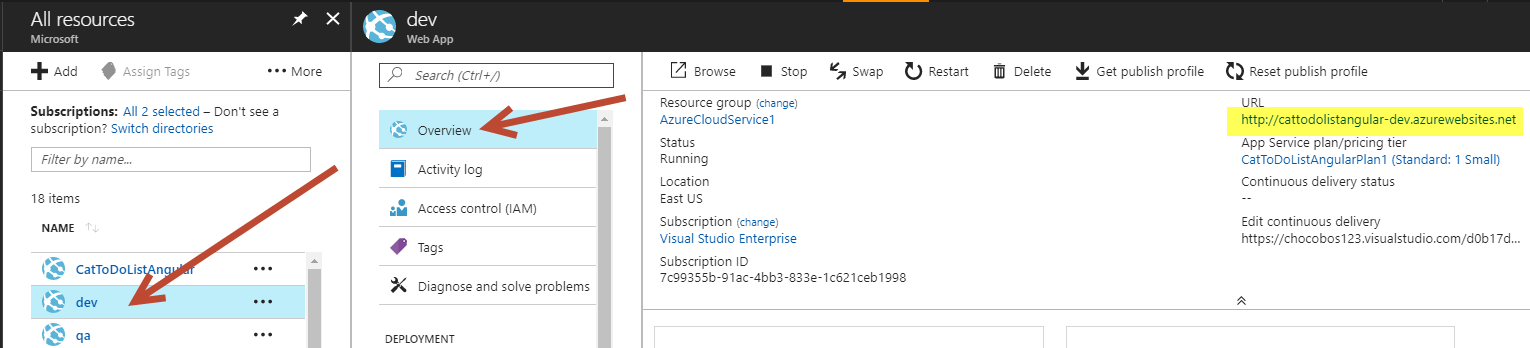 All resources
Microsoft
Add
Assign Tags
More
Subscriptions: All 2 selected – Don't see a
subscription? Switch directories
Filter by name...
18 items
NAME
CatToDoListAngular
dev
qa
dev
Web App
Search (Ctrl+/)
Overview
Activity log
Access control (IAM)
Tags
Diagnose and solve problems
DEPLOYMENT
Browse
Stop
Swap
Restart
Delete
Get publish profile
Reset publish profile
Resource group (change)
AzureCloudService1
Status
Running
Location
East US
Subscription (change)
Visual Studio Enterprise
Subscription ID
7c99355b-91ac-4bb3-833e-1c621ceb1998
URL
http://cattodolistangular-dev.azurewebsites.net
App Service plan/pricing tier
CatToDoListAngularPlan1 (Standard: 1 Small)
Continuous delivery status
--
Edit continuous delivery
https://chocobos123.visualstudio.com/d0b17d...